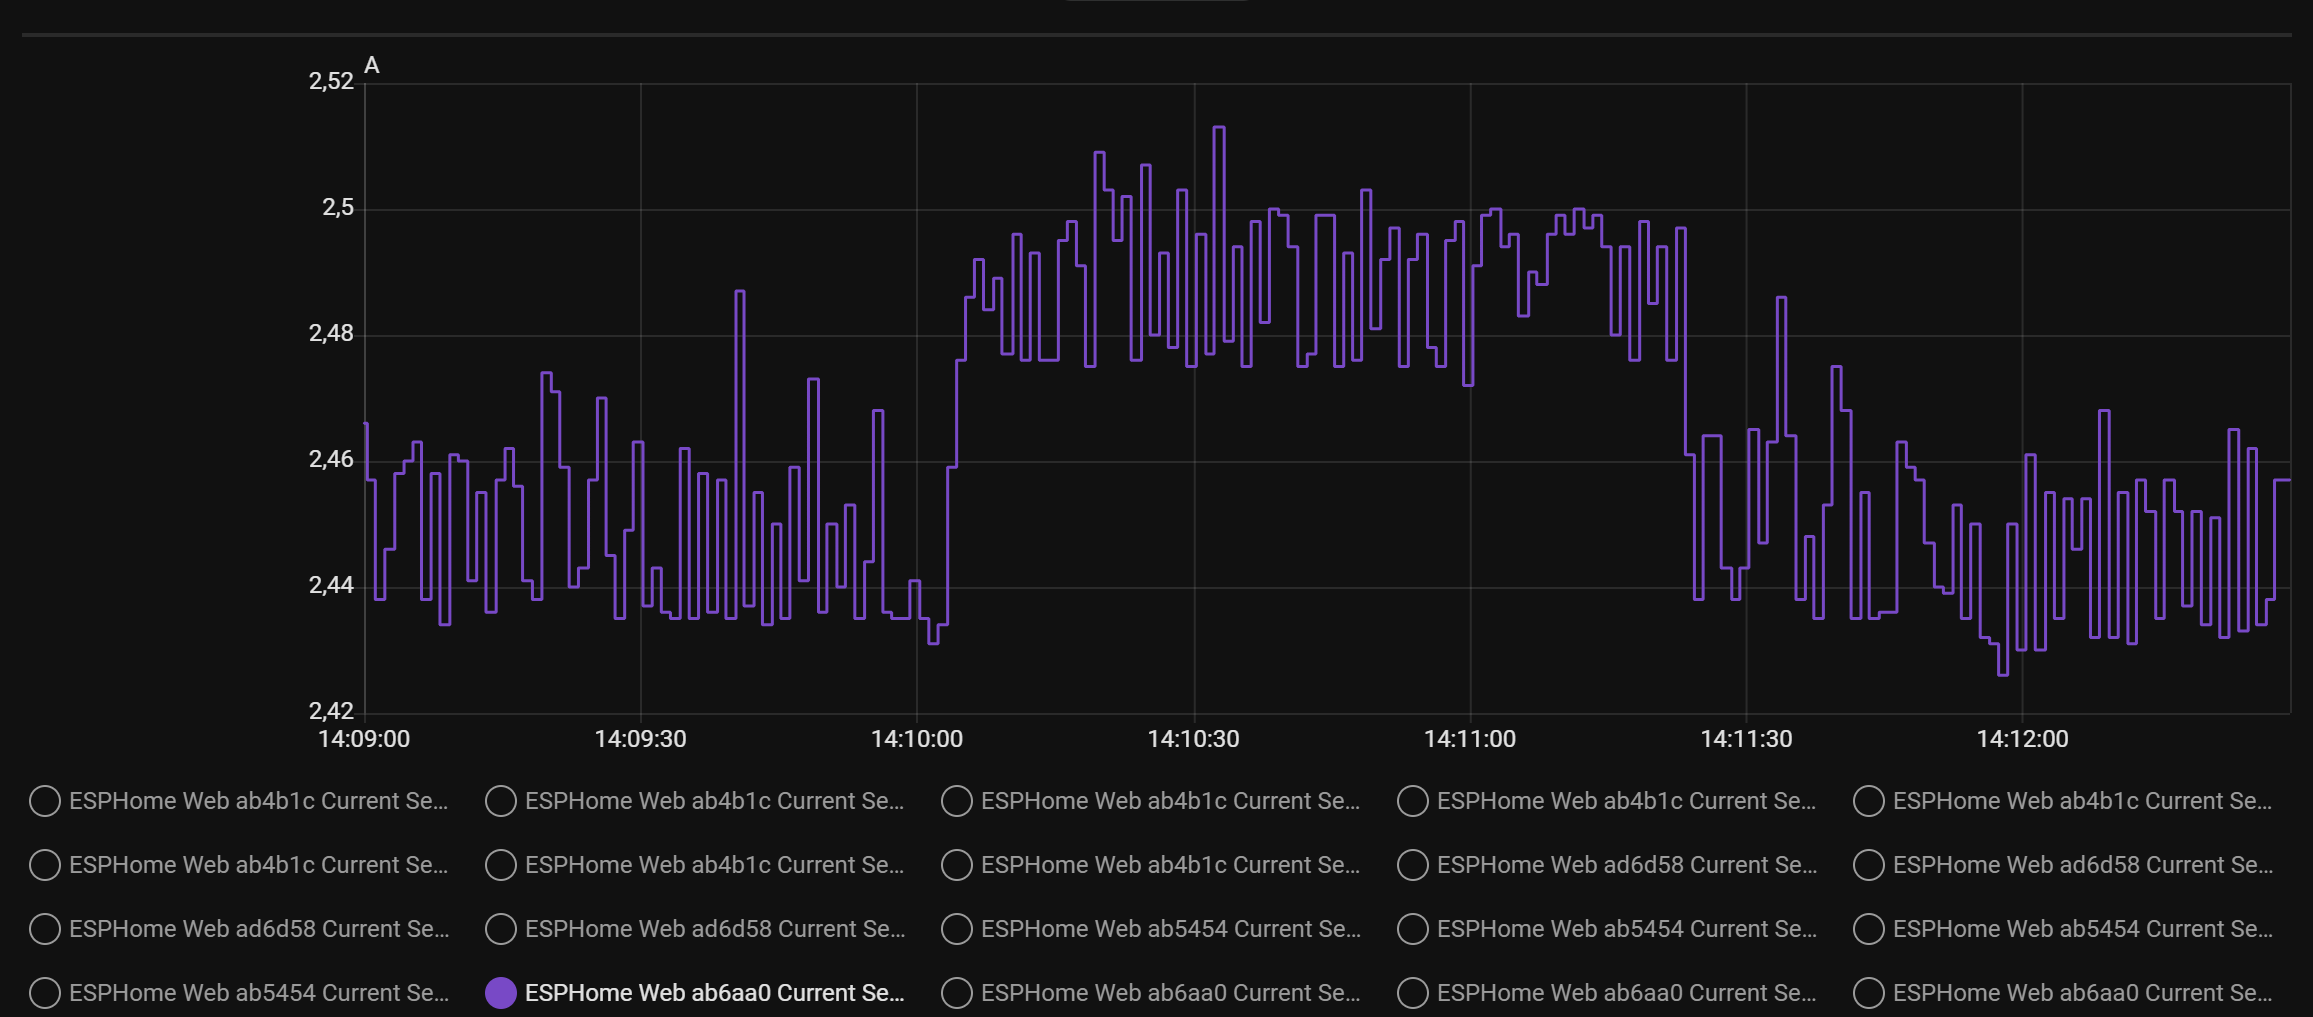 A
2,52
2,5
2,48
2,46
2,44
2,42
14:09:00 14:09:30 14:10:00 14:10:30 14:11:00 14:11:30 14:12:00
ESPHome Web ab4b1c Current Se... ESPHome Web ab4b1c Current Se... ESPHome Web ab4b1c Current Se... ESPHome Web ab4b1c Current Se... ESPHome Web ab4b1c Current Se...
ESPHome Web ab4b1c Current Se... ESPHome Web ab4b1c Current Se... ESPHome Web ab4b1c Current Se... ESPHome Web ad6d58 Current Se... ESPHome Web ad6d58 Current Se...
ESPHome Web ad6d58 Current Se... ESPHome Web ad6d58 Current Se... ESPHome Web ab5454 Current Se... ESPHome Web ab5454 Current Se... ESPHome Web ab5454 Current Se...
ESPHome Web ab5454 Current Se... ESPHome Web ab6aa0 Current Se... ESPHome Web ab6aa0 Current Se... ESPHome Web ab6aa0 Current Se... ESPHome Web ab6aa0 Current Se...